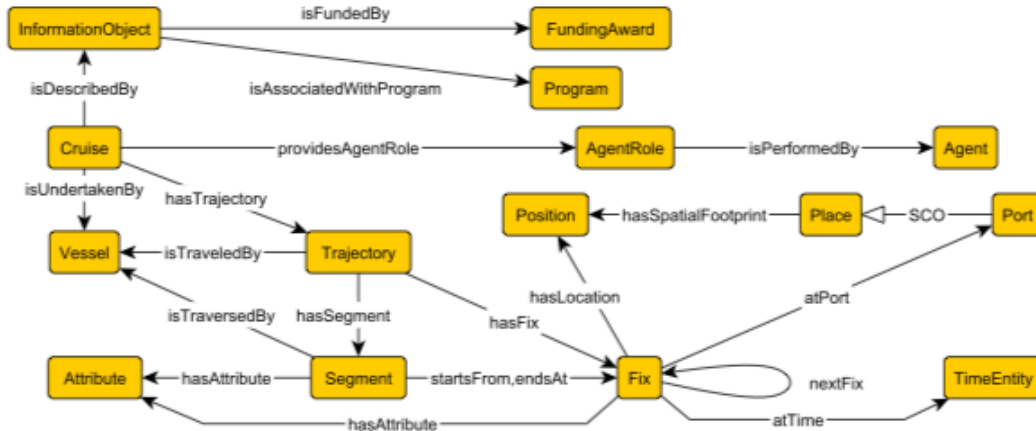 isFundedBy
InformationObject
FundingAward
isDescribedBy
isAssociatedWithProgram
Program
Cruise
providesAgentRole
AgentRole
isPerformedBy
Agent
isUndertakenBy
hasTrajectory
Position
hasSpatialFootprint
Place
SCO
Port
Vessel
isTraveledBy
Trajectory
hasLocation
atPort
isTraversedBy
hasSegment
hasFix
Attribute
hasAttribute
Segment
startsFrom,endsAt
Fix
nextFix
TimeEntity
hasAttribute
atTime